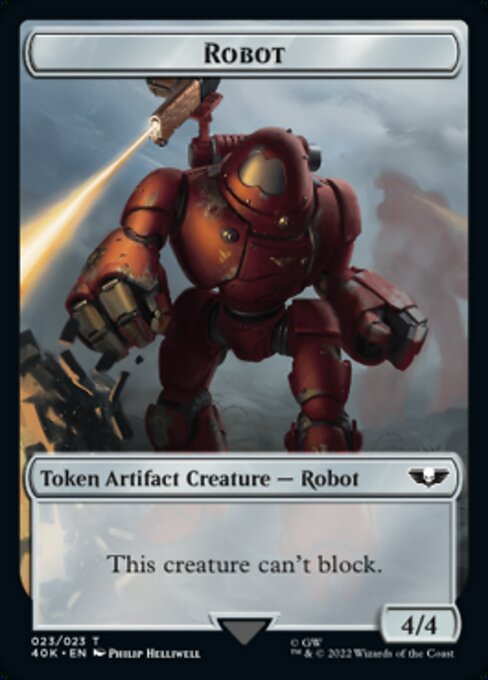 Robot
Token Artifact Creature — Robot
This creature can't block.
4/4
023/023 T
40K • EN Philip Helliwell
© GW
™ & © 2022 Wizards of the Coast